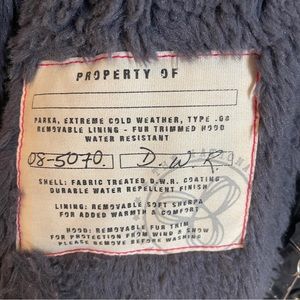 PROPERTY OF
PARKA, EXTREME COLD WEATHER, TYPE .08
REMOVABLE LINING - FUR TRIMMED HOOD
WATER RESISTANT
08-5070 D.W.R.
SHELL: FABRIC TREATED D.W.R. COATING
DURABLE WATER REPELLENT FINISH
LINING: REMOVABLE SOFT SHERPA
FOR ADDED WARMTH & COMFORT
HOOD: REMOVABLE FUR TRIM
FOR PROTECTION FROM WIND & SNOW
PLEASE REMOVE BEFORE WASHING